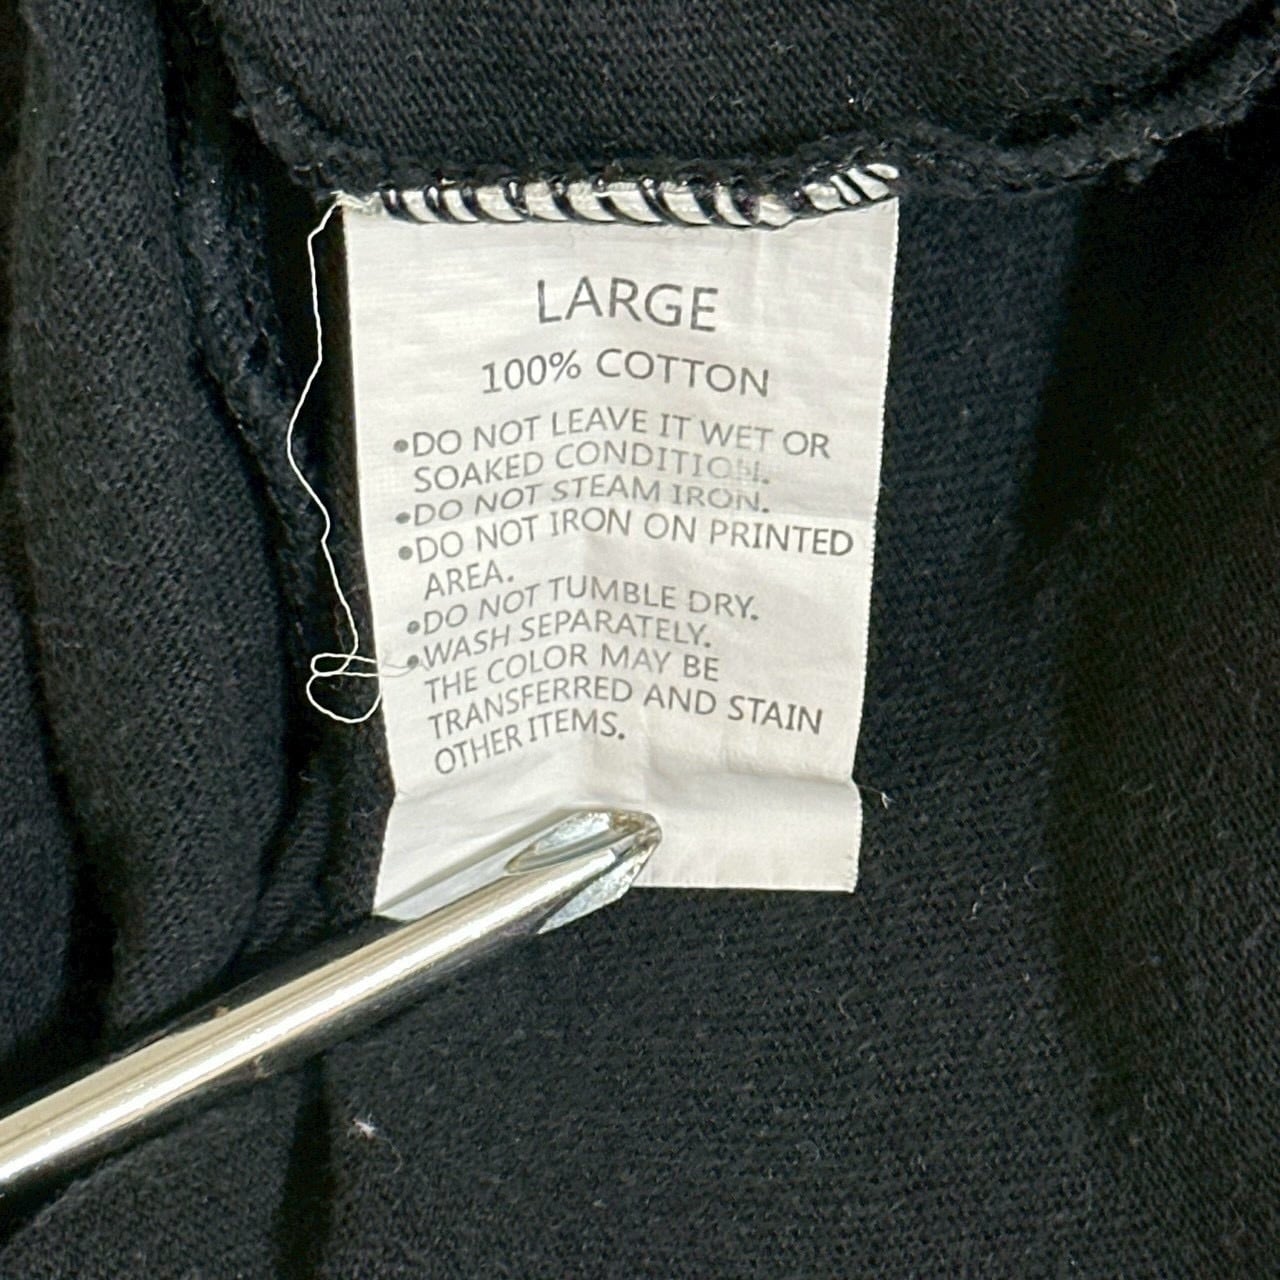 LARGE
100% COTTON
•DO NOT LEAVE IT WET OR
SOAKED CONDITION.
•DO NOT STEAM IRON.
•DO NOT IRON ON PRINTED
AREA.
•DO NOT TUMBLE DRY.
•WASH SEPARATELY.
THE COLOR MAY BE
TRANSFERRED AND STAIN
OTHER ITEMS.